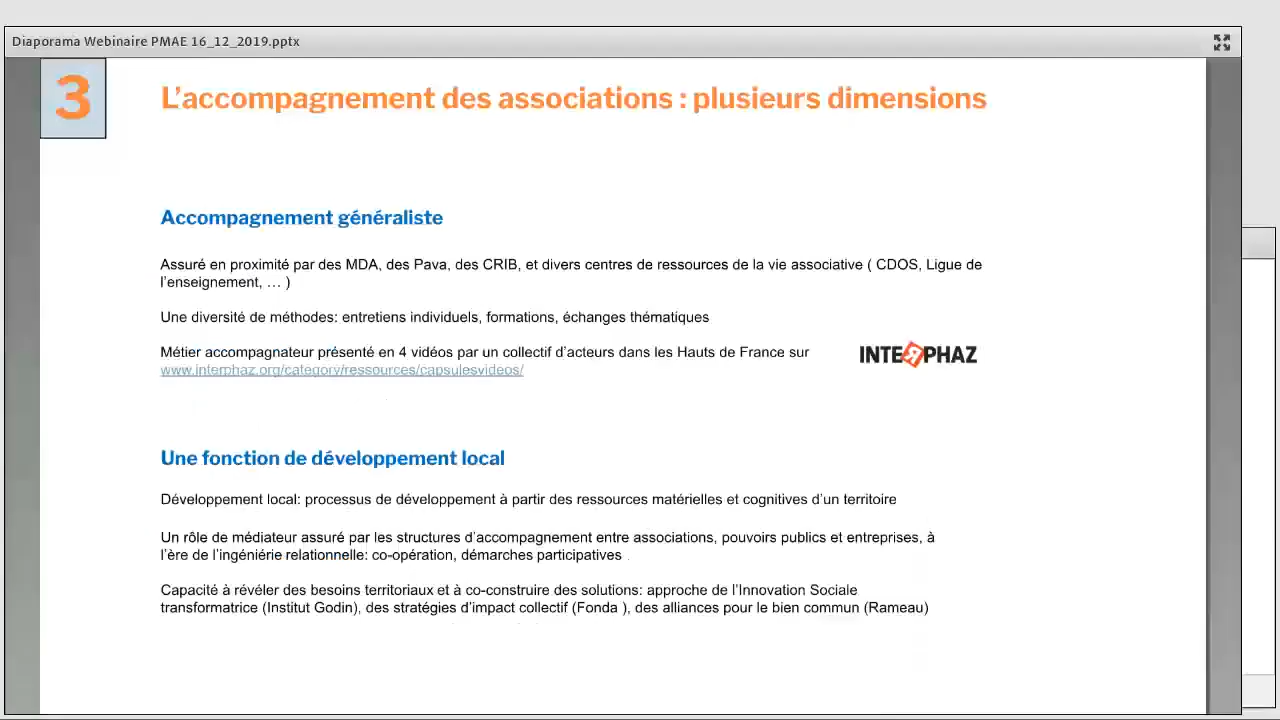 Diaporama Webinaire PMAE 16_12_2019.pptx
3
L'accompagnement des associations : plusieurs dimensions
Accompagnement généraliste
Assuré en proximité par des MDA, des Pava, des CRIB, et divers centres de ressources de la vie associative ( CDOS, Ligue de
l'enseignement, … )
Une diversité de méthodes: entretiens individuels, formations, échanges thématiques
Métier accompagnateur présenté en 4 vidéos par un collectif d'acteurs dans les Hauts de France sur
www.interphaz.org/category/ressources/capsulesvideos/
INTERPHAZ
Une fonction de développement local
Développement local: processus de développement à partir des ressources matérielles et cognitives d'un territoire
Un rôle de médiateur assuré par les structures d'accompagnement entre associations, pouvoirs publics et entreprises, à
l'ère de l'ingéniérie relationnelle: co-opération, démarches participatives .
Capacité à révéler des besoins territoriaux et à co-construire des solutions: approche de l'Innovation Sociale
transformatrice (Institut Godin), des stratégies d'impact collectif (Fonda ), des alliances pour le bien commun (Rameau)